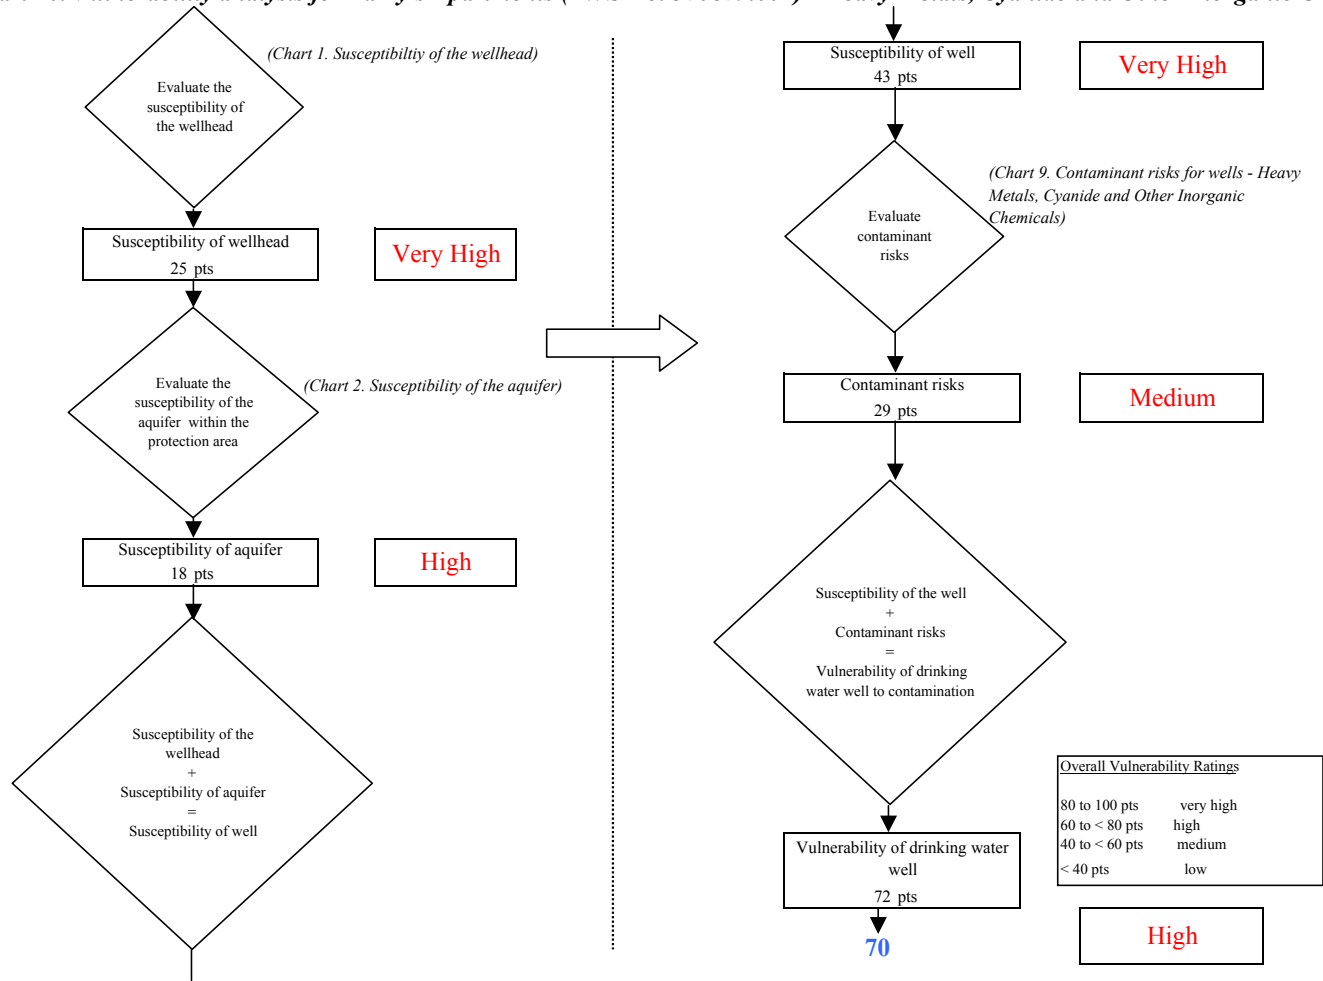 (Chart 1. Susceptibiltiy of the wellhead)
Evaluate the
susceptibility of
the wellhead
Susceptibility of wellhead
25 pts
Very High
Evaluate the
susceptibility of the
aquifer within the
protection area
(Chart 2. Susceptibility of the aquifer)
Susceptibility of aquifer
18 pts
High
Susceptibility of the
wellhead
+
Susceptibility of aquifer
=
Susceptibility of well
Susceptibility of well
43 pts
Very High
(Chart 9. Contaminant risks for wells - Heavy
Metals, Cyanide and Other Inorganic
Chemicals)
Evaluate
contaminant
risks
Contaminant risks
29 pts
Medium
Susceptibility of the well
+
Contaminant risks
=
Vulnerability of drinking
water well to contamination
Overall Vulnerability Ratings
80 to 100 pts very high
60 to < 80 pts high
40 to < 60 pts medium
< 40 pts low
Vulnerability of drinking water
well
72 pts
70
High